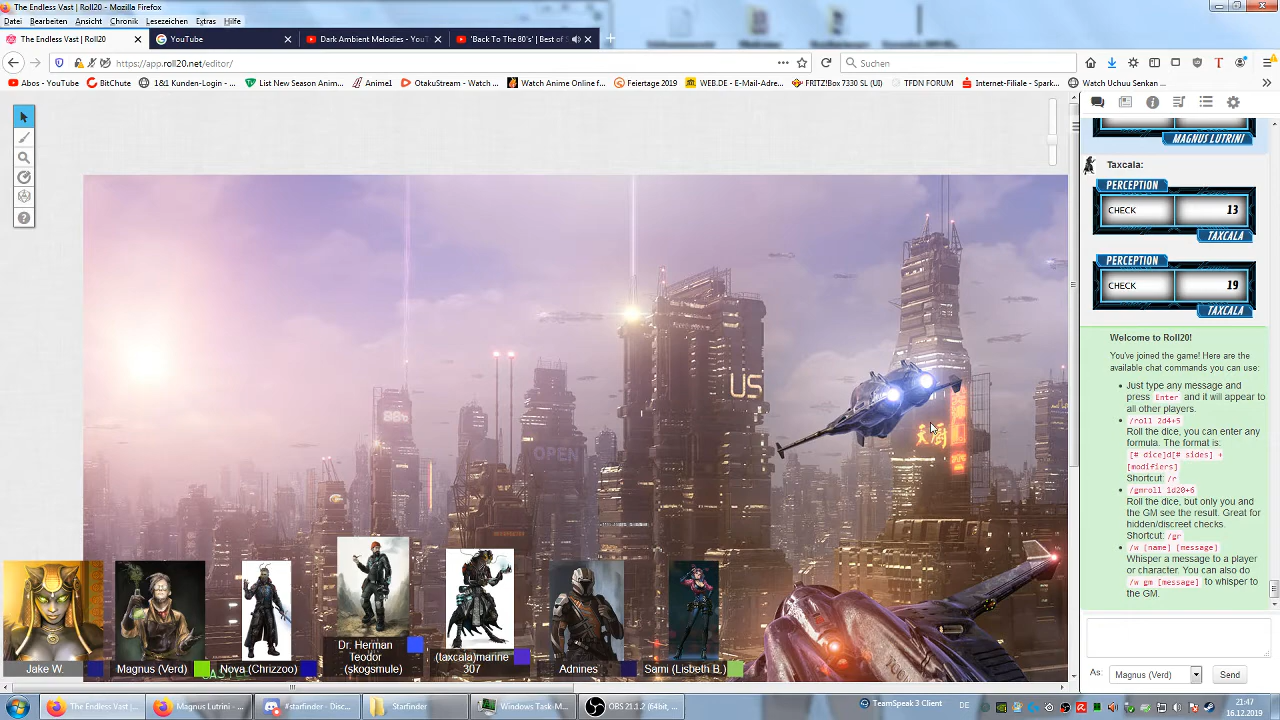 The Endless Vast | Roll20 - Mozilla Firefox
Datei Bearbeiten Ansicht Chronik Lesezeichen Extras Hilfe
The Endless Vast | Roll20
YouTube
Dark Ambient Melodies - YouT
'Back To The 80's' | Best of S
https://app.roll20.net/editor/
Suchen
Abos - YouTube
BitChute
1&1 Kunden-Login - 1...
List New Season Anim...
Anime1
OtakuStream - Watch ...
Watch Anime Online f...
Feiertage 2019
WEB.DE - E-Mail-Adre...
FRITZ!Box 7330 SL (UI)
TFDN FORUM
Internet-Filiale - Spark...
Watch Uchuu Senkan ...
MAGNUS LUTRINI
Taxcala:
PERCEPTION
CHECK 13
TAXCALA
PERCEPTION
CHECK 19
TAXCALA
Welcome to Roll20!
You've joined the game! Here are the
available chat commands you can use:
Just type any message and
press Enter and it will appear to
all other players.
/roll 2d4+5
Roll the dice, you can enter any
formula. The format is:
[# dice]d[# sides] +
[modifiers]
Shortcut: /r
/gmroll 1d20+6
Roll the dice, but only you and
the GM see the result. Great for
hidden/discreet checks.
Shortcut: /gr
/w [name] [message]
Whisper a message to a player
or character. You can also do
/w gm [message] to whisper to
the GM.
US
OPEN
天廚
Jake W.
Magnus (Verd)
Nova (Chrizzoo)
Dr. Herman
Teodor
(skogsmule)
(taxcala)marine
307
Adnines
Sami (Lisbeth B.)
As: Magnus (Verd) Send
The Endless Vast |...
Magnus Lutrini - ...
#starfinder - Disc...
Starfinder
Windows Task-M...
OBS 21.1.2 (64bit, ...
TeamSpeak 3 Client
DE
21:47
16.12.2019